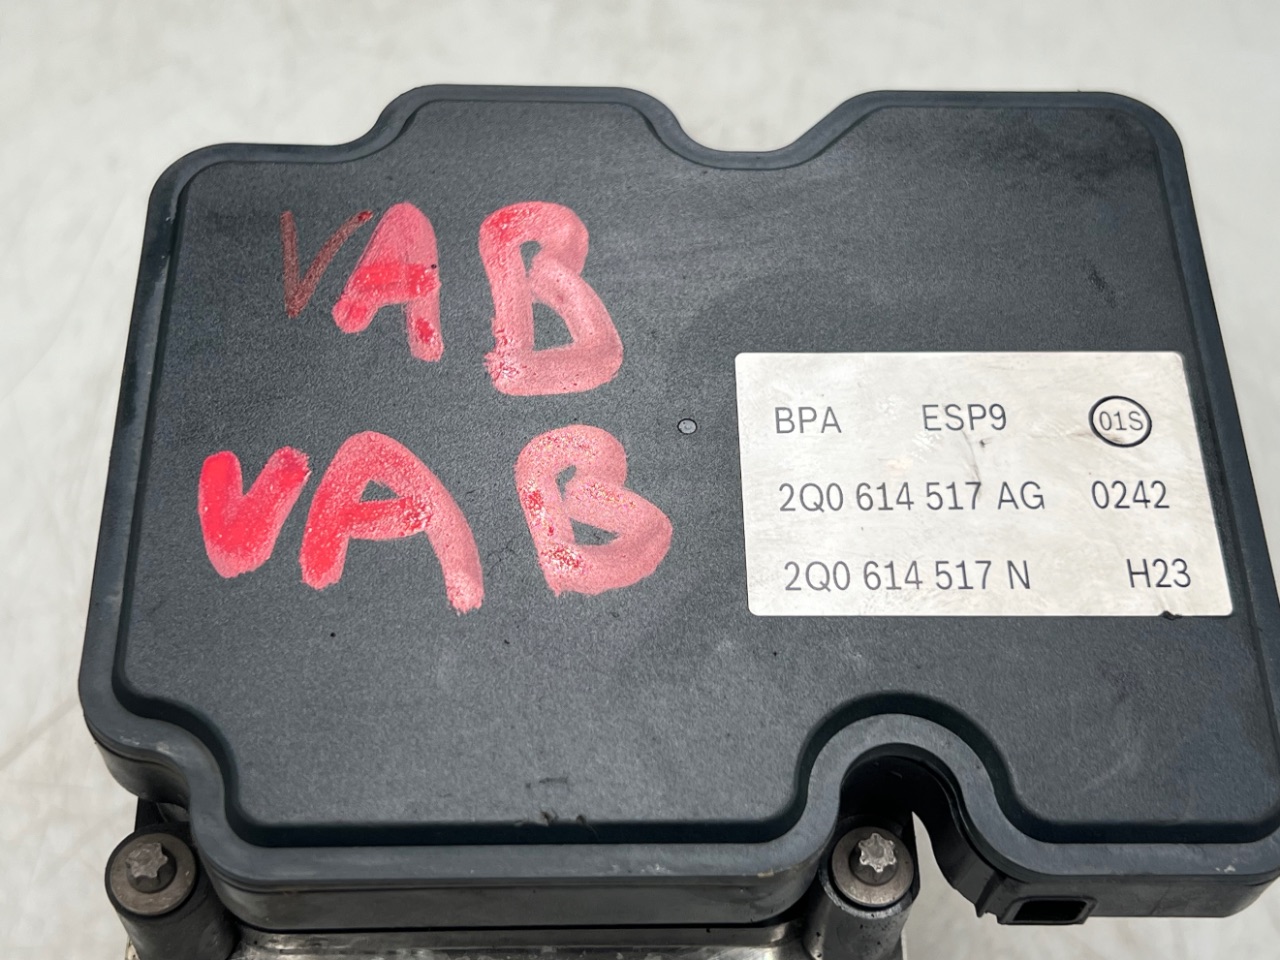 VAB
VAB
BPA ESP9 01S
2Q0 614 517 AG 0242
2Q0 614 517 N H23